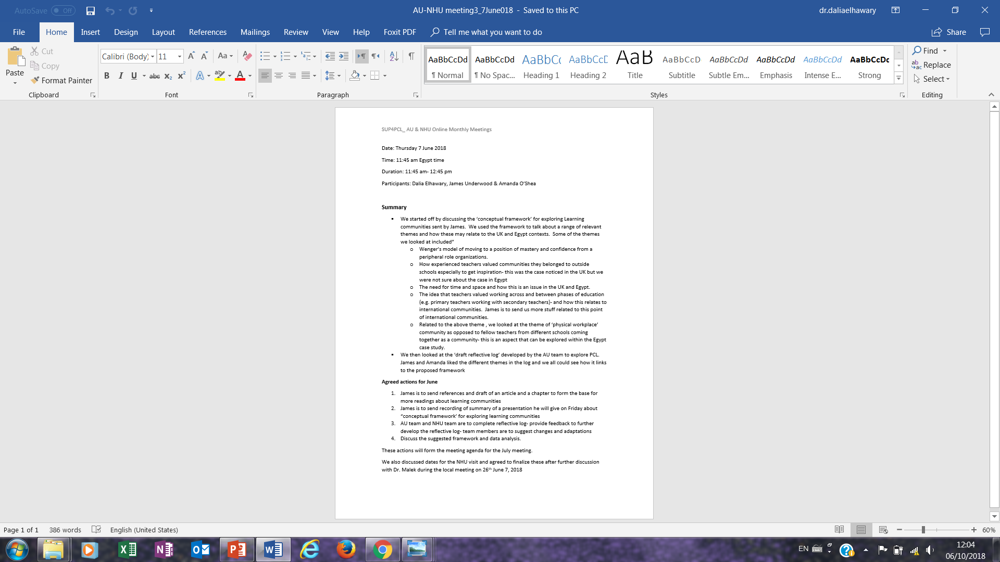 AutoSave Off
AU-NHU meeting3_7June018 - Saved to this PC
dr.daliaelhawary
File Home Insert Design Layout References Mailings Review View Help Foxit PDF Tell me what you want to do Share
Paste
Cut
Copy
Format Painter
Clipboard
Calibri (Body) 11
Font
Paragraph
AaBbCcDd AaBbCcDd AaBbCc AaBbCcD AaB AaBbCcD AaBbCcDd AaBbCcDd AaBbCcDd AaBbCcDc
¶ Normal ¶ No Spac... Heading 1 Heading 2 Title Subtitle Subtle Em... Emphasis Intense E... Strong
Styles
Find
Replace
Select
Editing
SUP4PCL_ AU & NHU Online Monthly Meetings
Date: Thursday 7 June 2018
Time: 11:45 am Egypt time
Duration: 11:45 am- 12:45 pm
Participants: Dalia Elhawary, James Underwood & Amanda O’Shea
Summary
▪ We started off by discussing the ‘conceptual framework’ for exploring Learning
communities sent by James. We used the framework to talk about a range of relevant
themes and how these may relate to the UK and Egypt contexts. Some of the themes
we looked at included”
o Wenger’s model of moving to a position of mastery and confidence from a
peripheral role organizations.
o How experienced teachers valued communities they belonged to outside
schools especially to get inspiration- this was the case noticed in the UK but we
were not sure about the case in Egypt
o The need for time and space and how this is an issue in the UK and Egypt.
o The idea that teachers valued working across and between phases of education
(e.g. primary teachers working with secondary teachers)- and how this relates to
international communities. James is to send us more stuff related to this point
of international communities.
o Related to the above theme , we looked at the theme of ‘physical workplace’
community as opposed to fellow teachers from different schools coming
together as a community- this is an aspect that can be explored within the Egypt
case study.
▪ We then looked at the ‘draft reflective log’ developed by the AU team to explore PCL.
James and Amanda liked the different themes in the log and we all could see how it links
to the proposed framework
Agreed actions for June
1. James is to send references and draft of an article and a chapter to form the base for
more readings about learning communities
2. James is to send recording of summary of a presentation he will give on Friday about
“conceptual framework’ for exploring learning communities
3. AU team and NHU team are to complete reflective log- provide feedback to further
develop the reflective log- team members are to suggest changes and adaptations
4. Discuss the suggested framework and data analysis.
These actions will form the meeting agenda for the July meeting.
We also discussed dates for the NHU visit and agreed to finalize these after further discussion
with Dr. Malek during the local meeting on 26th June 7, 2018
Page 1 of 1 386 words English (United States) 60%
EN
12:04
06/10/2018